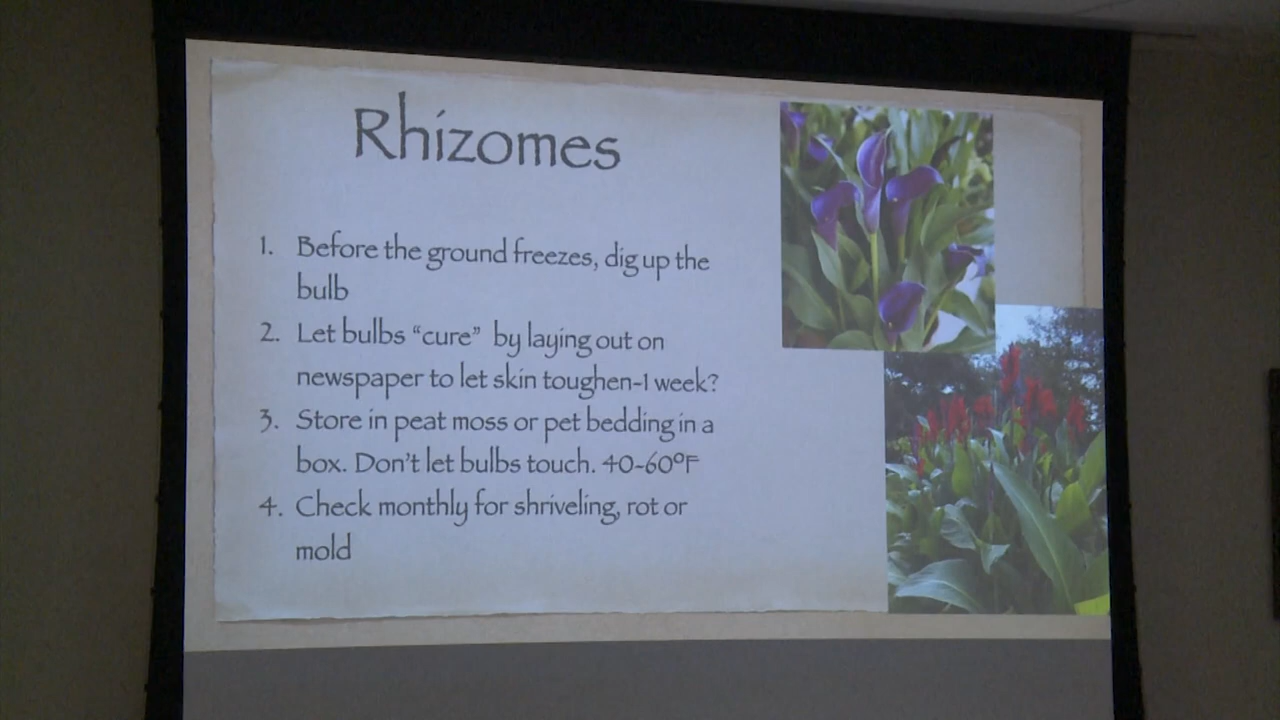 Rhizomes
1. Before the ground freezes, dig up the
bulb
2. Let bulbs “cure” by laying out on
newspaper to let skin toughen-1 week?
3. Store in peat moss or pet bedding in a
box. Don’t let bulbs touch. 40-60ºF
4. Check monthly for shriveling, rot or
mold